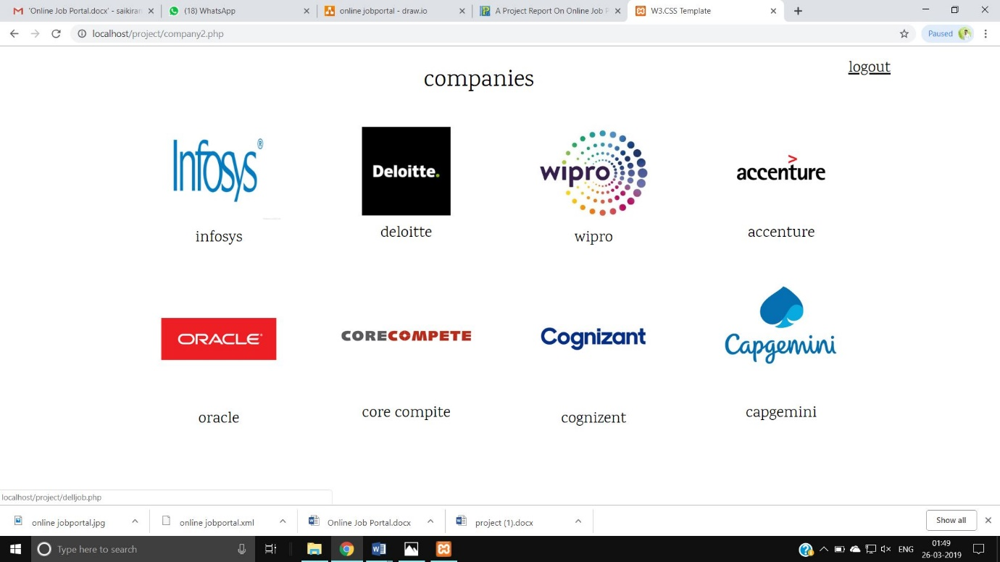 'Online Job Portal.docx' - saikiran
(18) WhatsApp
online jobportal - draw.io
A Project Report On Online Job P
W3.CSS Template
localhost/project/company2.php
Paused
logout
companies
Infosys®
Deloitte.
wipro
accenture
infosys
deloitte
wipro
accenture
ORACLE
CORECOMPETE
Cognizant
Capgemini
oracle
core compite
cognizent
capgemini
localhost/project/delljob.php
online jobportal.jpg
online jobportal.xml
Online Job Portal.docx
project (1).docx
Show all
Type here to search
ENG
01:49
26-03-2019